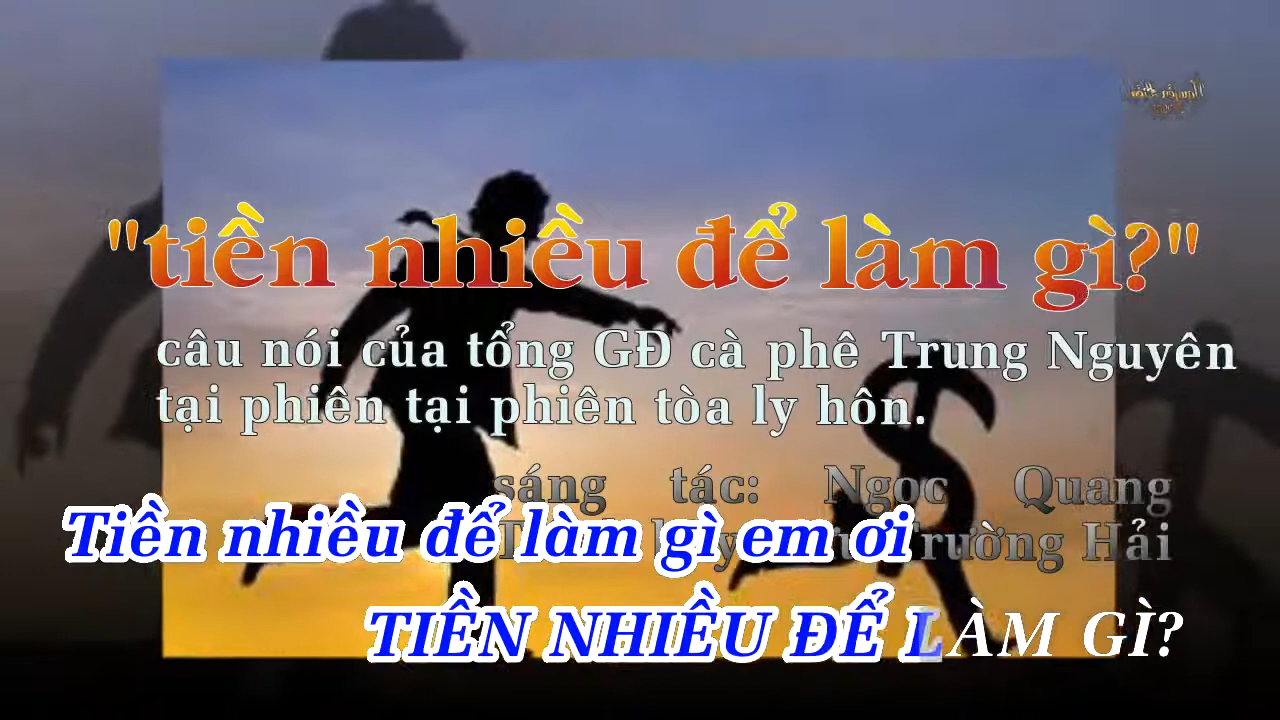 "tiền nhiều để làm gì?"
câu nói của tổng GĐ cà phê Trung Nguyên
tại phiên tại phiên tòa ly hôn.
sáng tác: Ngọc Quang
Trường Hải
Tiền nhiều để làm gì em ơi
TIỀN NHIỀU ĐỂ LÀM GÌ?